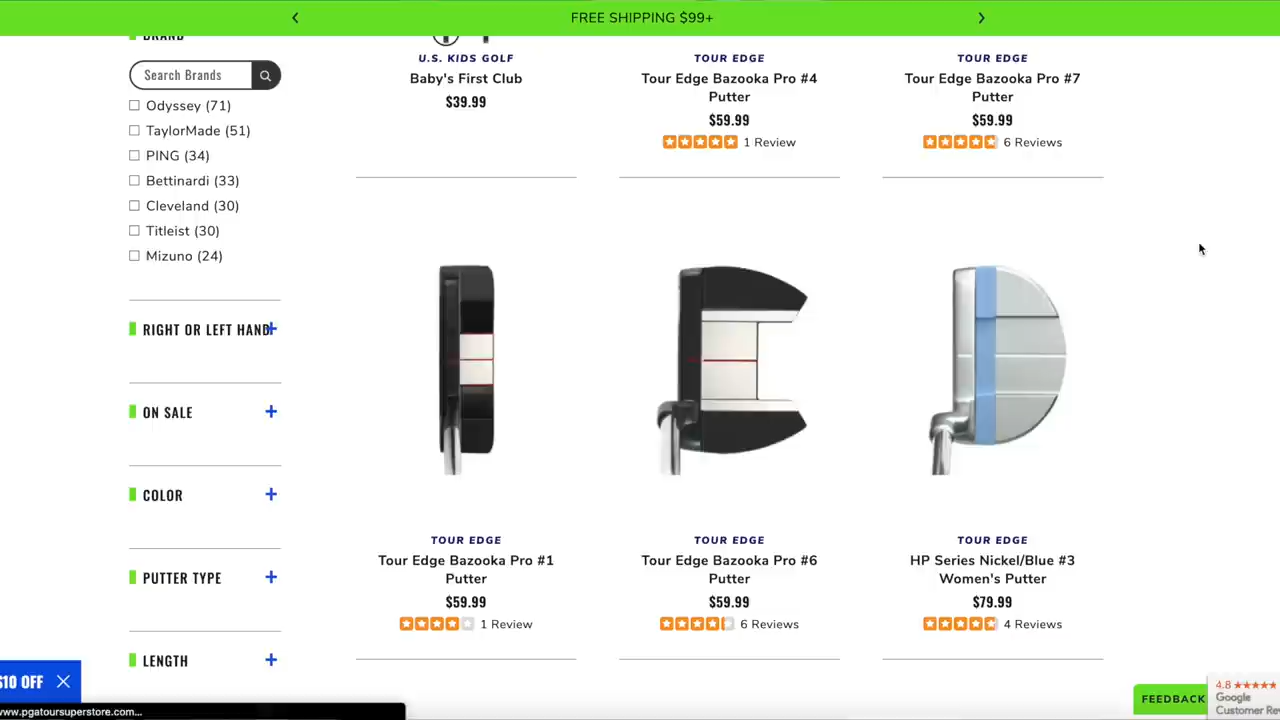 FREE SHIPPING $99+
BRAND
Search Brands
Odyssey (71)
TaylorMade (51)
PING (34)
Bettinardi (33)
Cleveland (30)
Titleist (30)
Mizuno (24)
RIGHT OR LEFT HAND
ON SALE
COLOR
PUTTER TYPE
LENGTH
U.S. KIDS GOLF
Baby's First Club
$39.99
TOUR EDGE
Tour Edge Bazooka Pro #4
Putter
$59.99
1 Review
TOUR EDGE
Tour Edge Bazooka Pro #7
Putter
$59.99
6 Reviews
TOUR EDGE
Tour Edge Bazooka Pro #1
Putter
$59.99
1 Review
TOUR EDGE
Tour Edge Bazooka Pro #6
Putter
$59.99
6 Reviews
TOUR EDGE
HP Series Nickel/Blue #3
Women's Putter
$79.99
4 Reviews
$10 OFF
www.pgatoursuperstore.com...
FEEDBACK
4.8
Google
Customer Rev